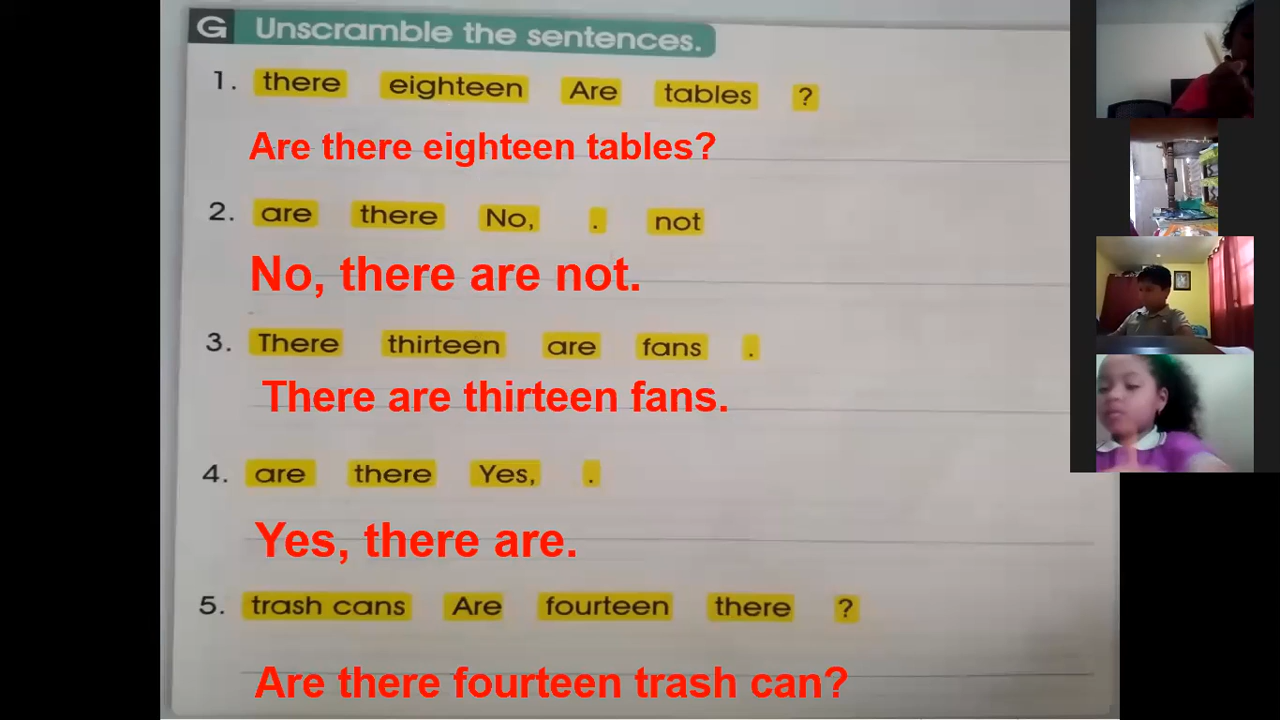 G Unscramble the sentences.
1. there eighteen Are tables ?
Are there eighteen tables?
2. are there No, . not
No, there are not.
3. There thirteen are fans .
There are thirteen fans.
4. are there Yes, .
Yes, there are.
5. trash cans Are fourteen there ?
Are there fourteen trash can?